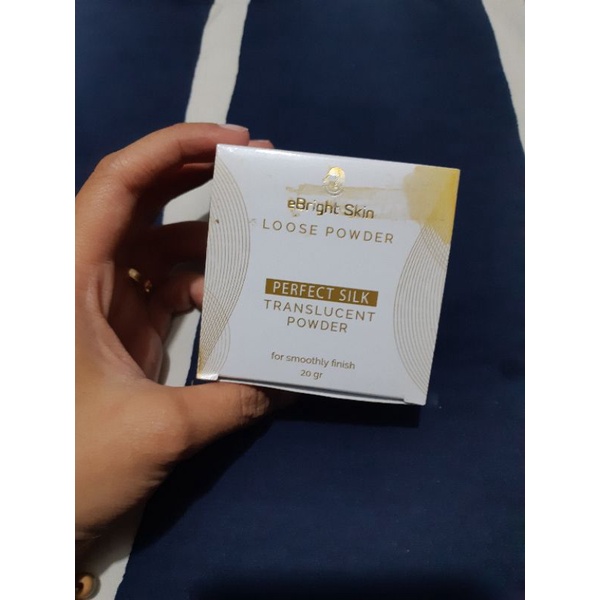 eBright Skin
LOOSE POWDER
PERFECT SILK
TRANSLUCENT
POWDER
for smoothly finish
20 gr